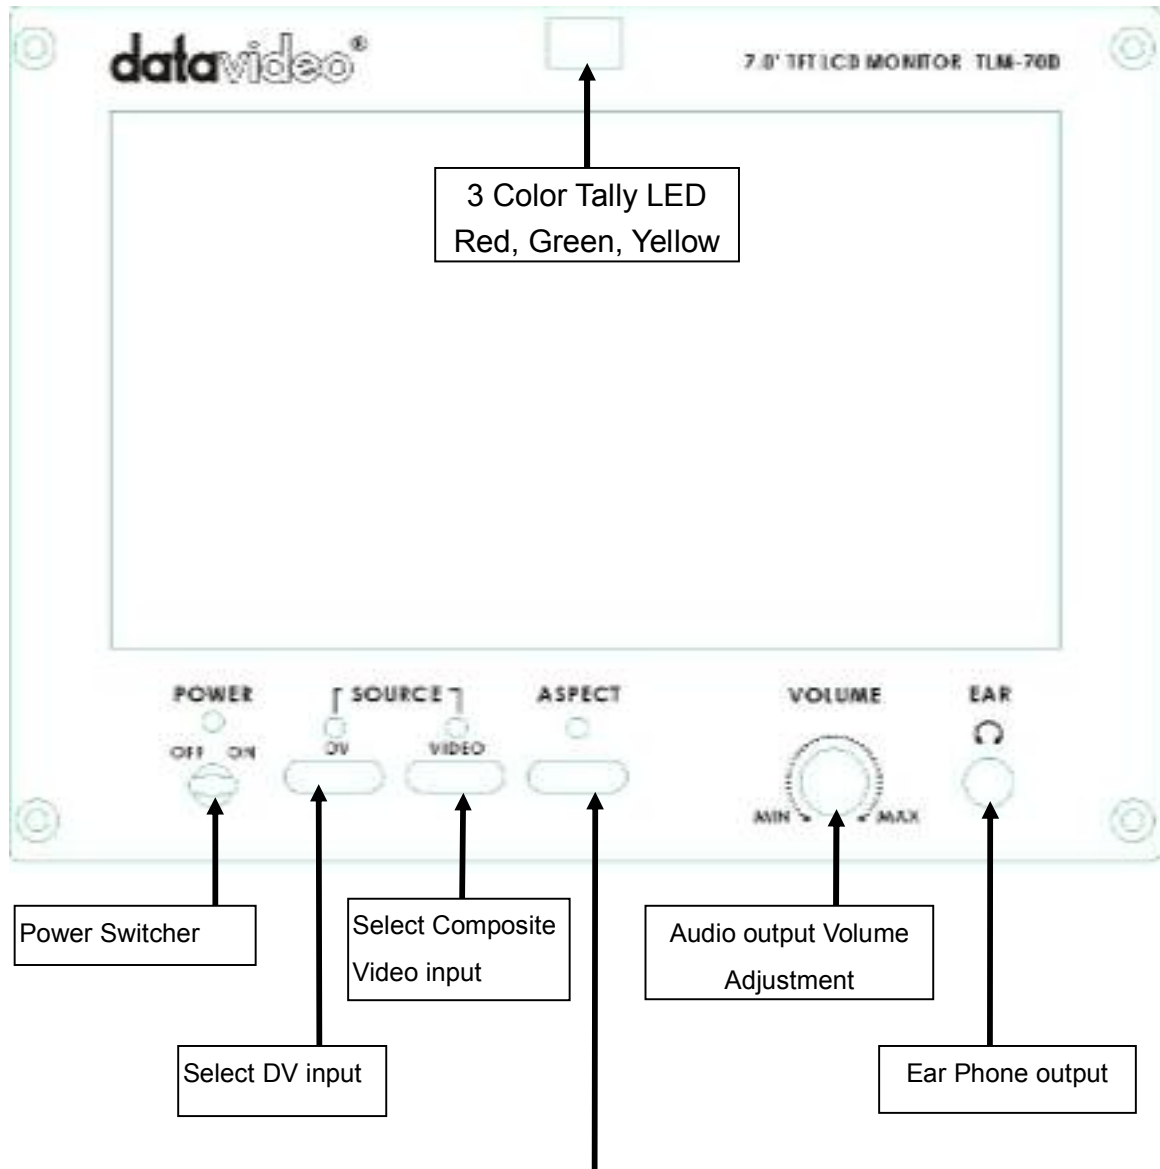 datavideo®
7.0' TFT LCD MONITOR TLM-70D
3 Color Tally LED
Red, Green, Yellow
POWER
OFF ON
SOURCE
DV
VIDEO
ASPECT
VOLUME
MIN
MAX
EAR
Power Switcher
Select Composite
Video input
Audio output Volume
Adjustment
Select DV input
Ear Phone output